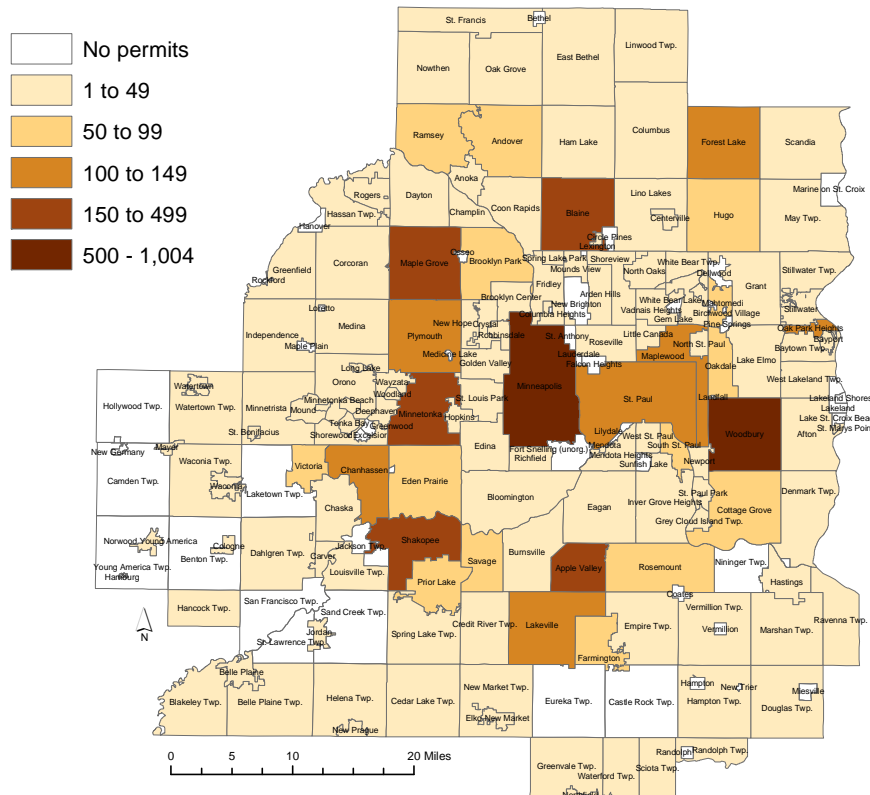 No permits
1 to 49
50 to 99
100 to 149
150 to 499
500 - 1,004
St. Francis
Bethel
Linwood Twp.
Nowthen
Oak Grove
East Bethel
Ramsey
Andover
Ham Lake
Columbus
Forest Lake
Scandia
Anoka
Rogers
Dayton
Hassan Twp.
Champlin
Coon Rapids
Blaine
Lino Lakes
Centerville
Hugo
Marine on St. Croix
May Twp.
Hanover
Circle Pines
Lexington
Corcoran
Maple Grove
Osseo
Brooklyn Park
Spring Lake Park
Shoreview
Mounds View
North Oaks
White Bear Twp.
Dellwood
Stillwater Twp.
Greenfield
Rockford
Fridley
Grant
Brooklyn Center
New Brighton
Arden Hills
White Bear Lake
Mahtomedi
Birchwood Village
Stillwater
Loretto
Columbia Heights
Vadnais Heights
Gem Lake
Pine Springs
Independence
Medina
Plymouth
New Hope
Crystal
Robbinsdale
St. Anthony
Roseville
Little Canada
North St. Paul
Oak Park Heights
Bayport
Maple Plain
Medicine Lake
Golden Valley
Lauderdale
Falcon Heights
Maplewood
Oakdale
Lake Elmo
Baytown Twp.
Long Lake
Orono
Wayzata
Woodland
West Lakeland Twp.
Hollywood Twp.
Watertown
Watertown Twp.
Minnetrista
Minnetonka Beach
Mound
Deephaven
Minnetonka
St. Louis Park
Hopkins
Minneapolis
St. Paul
Landfall
Lakeland Shores
Lakeland
Tonka Bay
Greenwood
Lake St. Croix Beach
St. Marys Point
St. Bonifacius
Shorewood
Excelsior
Edina
Lilydale
West St. Paul
Woodbury
Afton
New Germany
Mayer
Victoria
Chanhassen
Fort Snelling (unorg.)
Richfield
Mendota
Mendota Heights
South St. Paul
Sunfish Lake
Newport
Camden Twp.
Waconia Twp.
Waconia
Laketown Twp.
Eden Prairie
Bloomington
Eagan
Inver Grove Heights
St. Paul Park
Grey Cloud Island Twp.
Cottage Grove
Denmark Twp.
Chaska
Norwood Young America
Cologne
Benton Twp.
Dahlgren Twp.
Carver
Jackson Twp.
Louisville Twp.
Shakopee
Savage
Burnsville
Apple Valley
Rosemount
Nininger Twp.
Young America Twp.
Hamburg
Prior Lake
Hastings
Coates
Hancock Twp.
San Francisco Twp.
Sand Creek Twp.
Jordan
St. Lawrence Twp.
Spring Lake Twp.
Credit River Twp.
Lakeville
Empire Twp.
Vermillion Twp.
Vermillion
Marshan Twp.
Ravenna Twp.
N
Farmington
Belle Plaine
Blakeley Twp.
Belle Plaine Twp.
Helena Twp.
Cedar Lake Twp.
New Market Twp.
Elko New Market
Eureka Twp.
Castle Rock Twp.
Hampton
Hampton Twp.
New Trier
Miesville
Douglas Twp.
New Prague
0 5 10 20 Miles
Greenvale Twp.
Waterford Twp.
Sciota Twp.
Randolph
Randolph Twp.